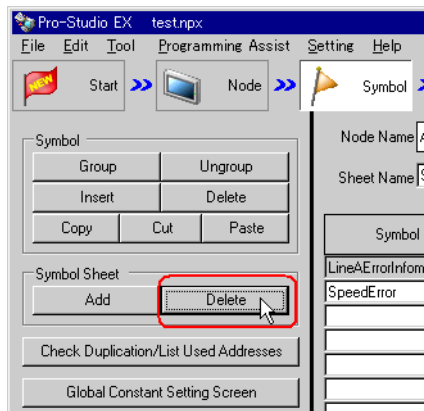 Pro-Studio EX test.npx
File Edit Tool Programming Assist Setting Help
NEW Start Node Symbol
Symbol
Group Ungroup
Insert Delete
Copy Cut Paste
Symbol Sheet
Add Delete
Check Duplication/List Used Addresses
Global Constant Setting Screen
Node Name
Sheet Name
Symbol
LineAErrorInfom
SpeedError